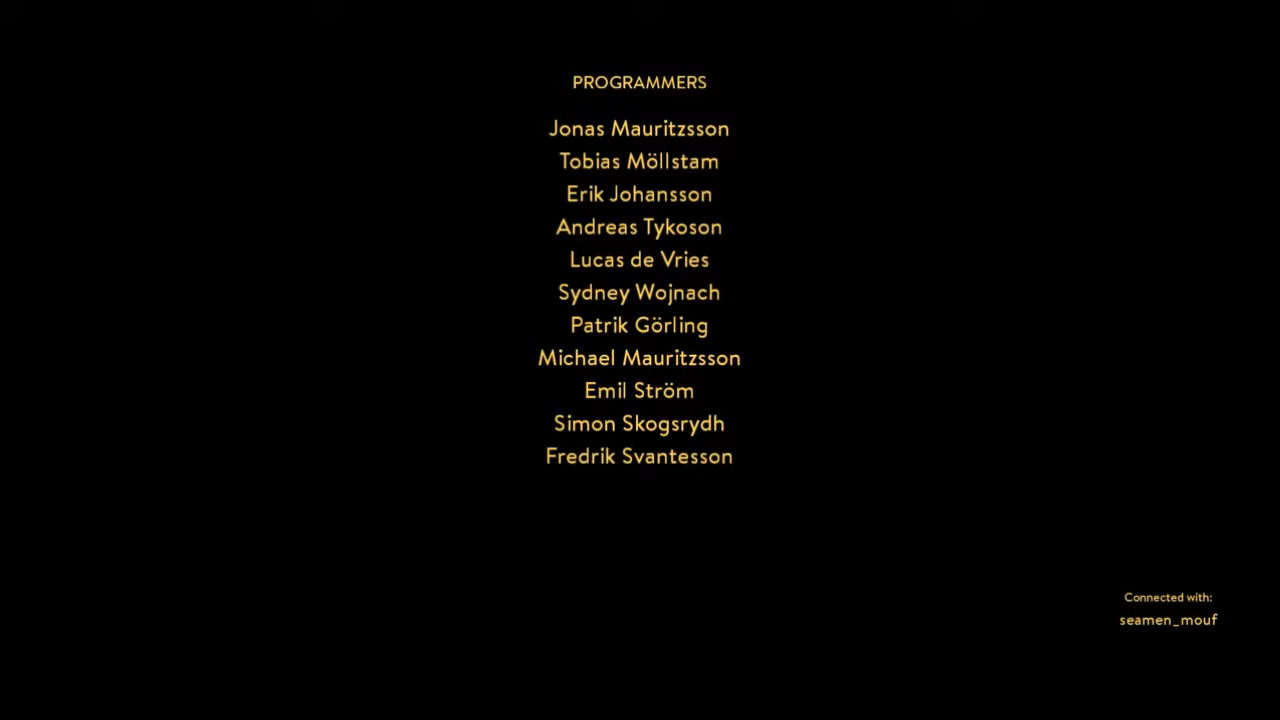 PROGRAMMERS
Jonas Mauritzsson
Tobias Möllstam
Erik Johansson
Andreas Tykoson
Lucas de Vries
Sydney Wojnach
Patrik Görling
Michael Mauritzsson
Emil Ström
Simon Skogsrydh
Fredrik Svantesson
Connected with:
seamen_mouf